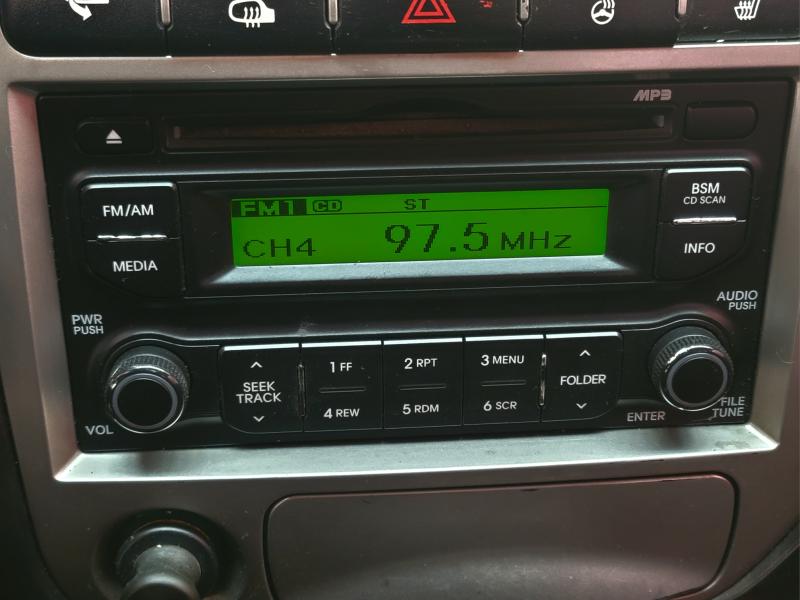 MP3
FM/AM
MEDIA
FM1 CD ST
CH4 97.5 MHz
BSM
CD SCAN
INFO
PWR
PUSH
VOL
SEEK
TRACK
1 FF
2 RPT
3 MENU
4 REW
5 RDM
6 SCR
FOLDER
AUDIO
PUSH
ENTER
FILE
TUNE